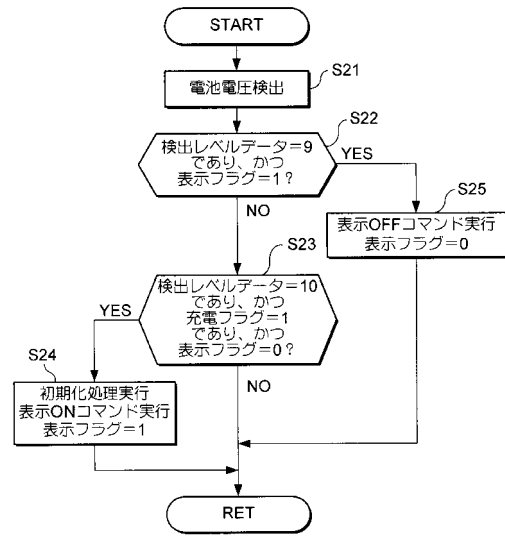 START
S21
電池電圧検出
S22
検出レベルデータ=9
であり、かつ
表示フラグ=1?
YES
NO
S25
表示OFFコマンド実行
表示フラグ=0
S23
検出レベルデータ=10
であり、かつ
充電フラグ=1
であり、かつ
表示フラグ=0?
YES
NO
S24
初期化処理実行
表示ONコマンド実行
表示フラグ=1
RET